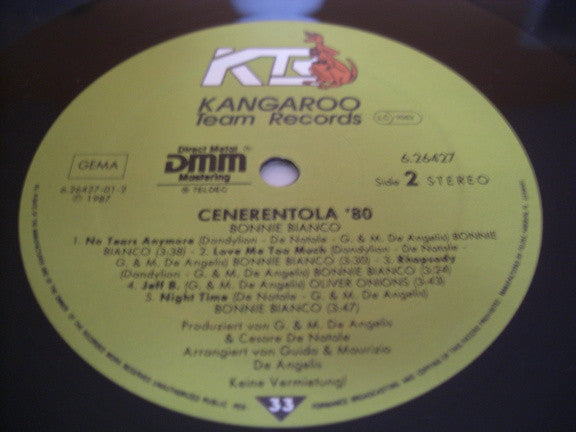 KTR
KANGAROO
Team Records
LC
GEMA
Direct Metal
DMM
Mastering
® TELDEC
6.26427
Side 2 STEREO
6.26427-01-2
Ⓟ 1987
CENERENTOLA '80
BONNIE BIANCO
1. No Tears Anymore (Dandylion - De Natale - G. & M. De Angelis) BONNIE
BIANCO (3:38) - 2. Love Me Too Much (Dandylion - De Natale -
G. & M. De Angelis) BONNIE BIANCO (3:30) - 3. Rhapsody
(Dandylion - De Natale - G. & M. De Angelis) BONNIE BIANCO (3:24)
4. Jeff B. (G. & M. De Angelis) OLIVER ONIONS (3:43)
5. Night Time (De Natale - G. & M. De Angelis)
BONNIE BIANCO (3:47)
Produziert von G. & M. De Angelis
& Cesare De Natale
Arrangiert von Guido & Maurizio
De Angelis
Keine Vermietung!
33